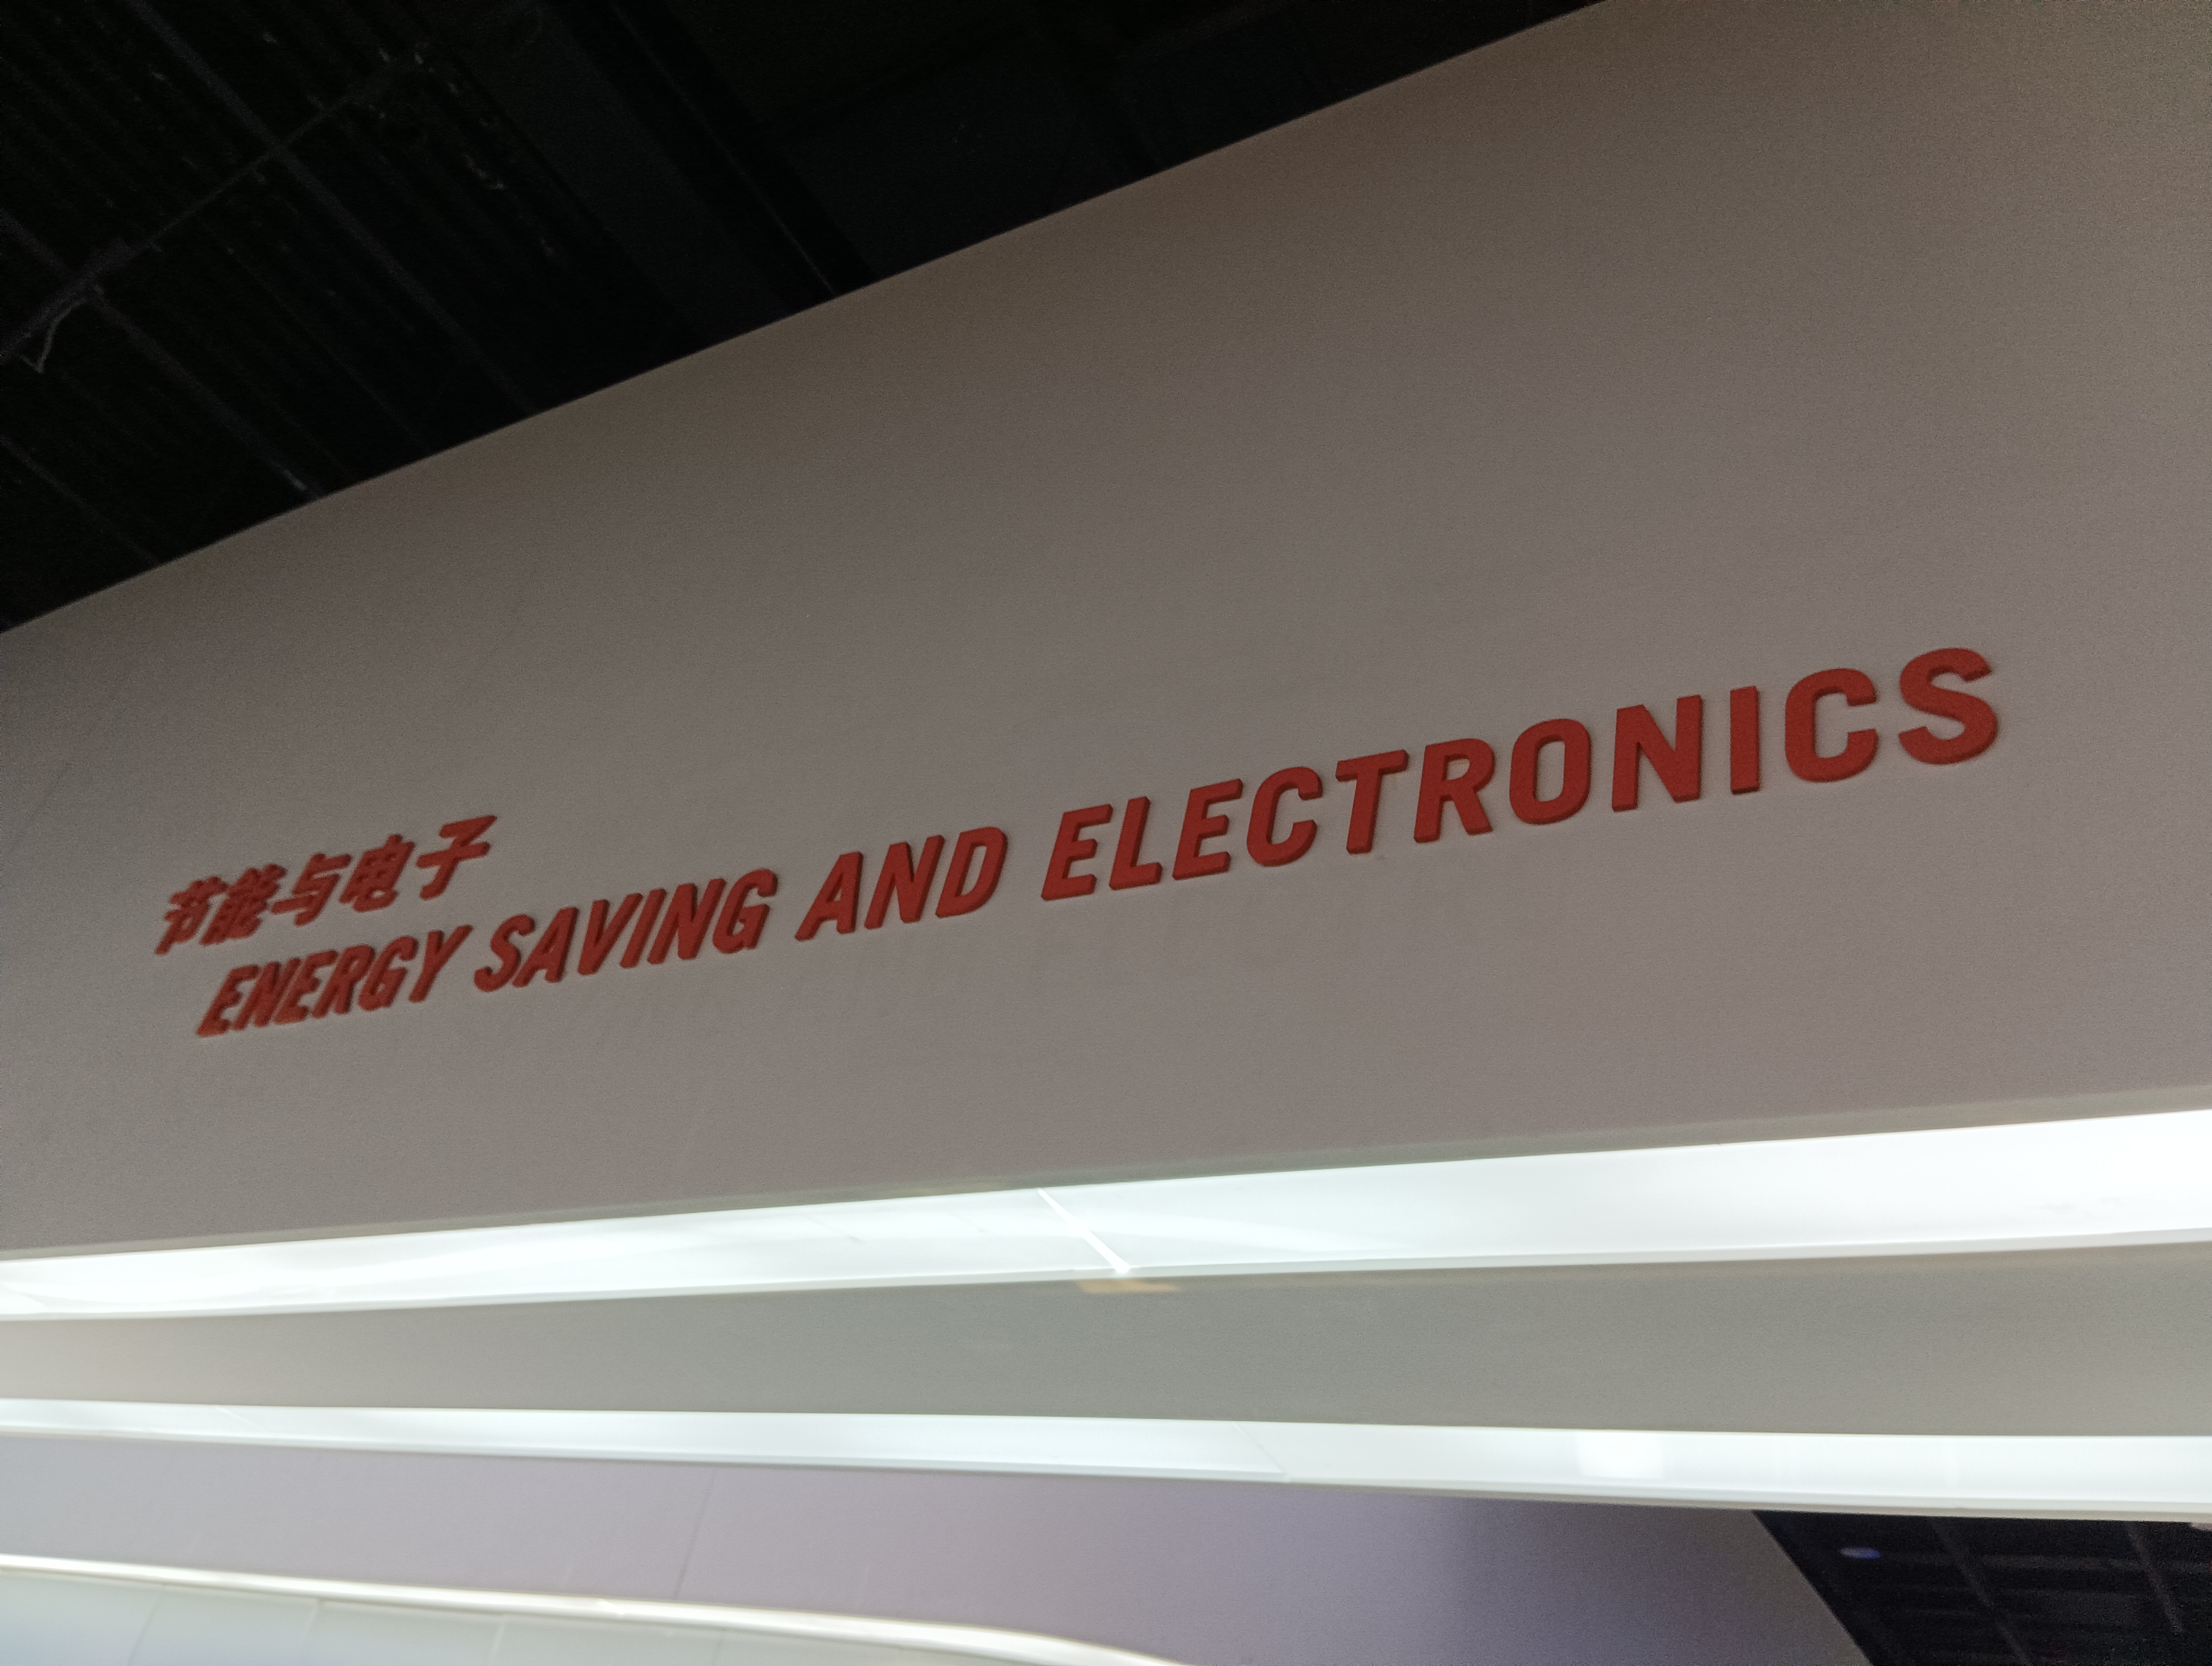 节能与电子
ENERGY SAVING AND ELECTRONICS